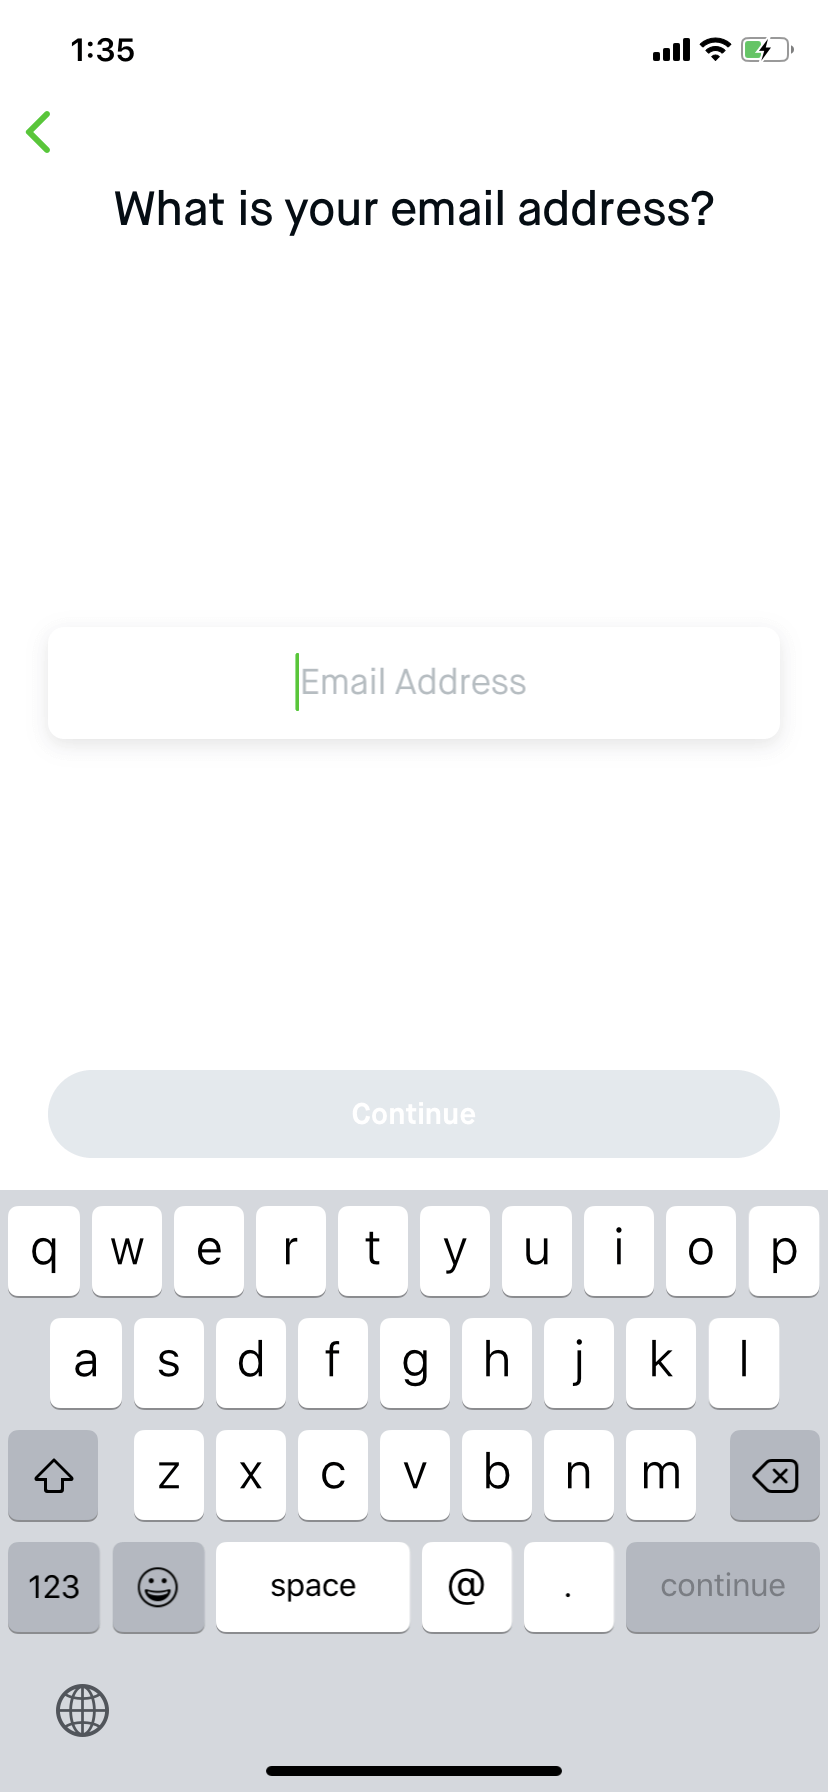 1:35
What is your email address?
Email Address
Continue
q w e r t y u i o p
a s d f g h j k l
z x c v b n m
123 space @ . continue